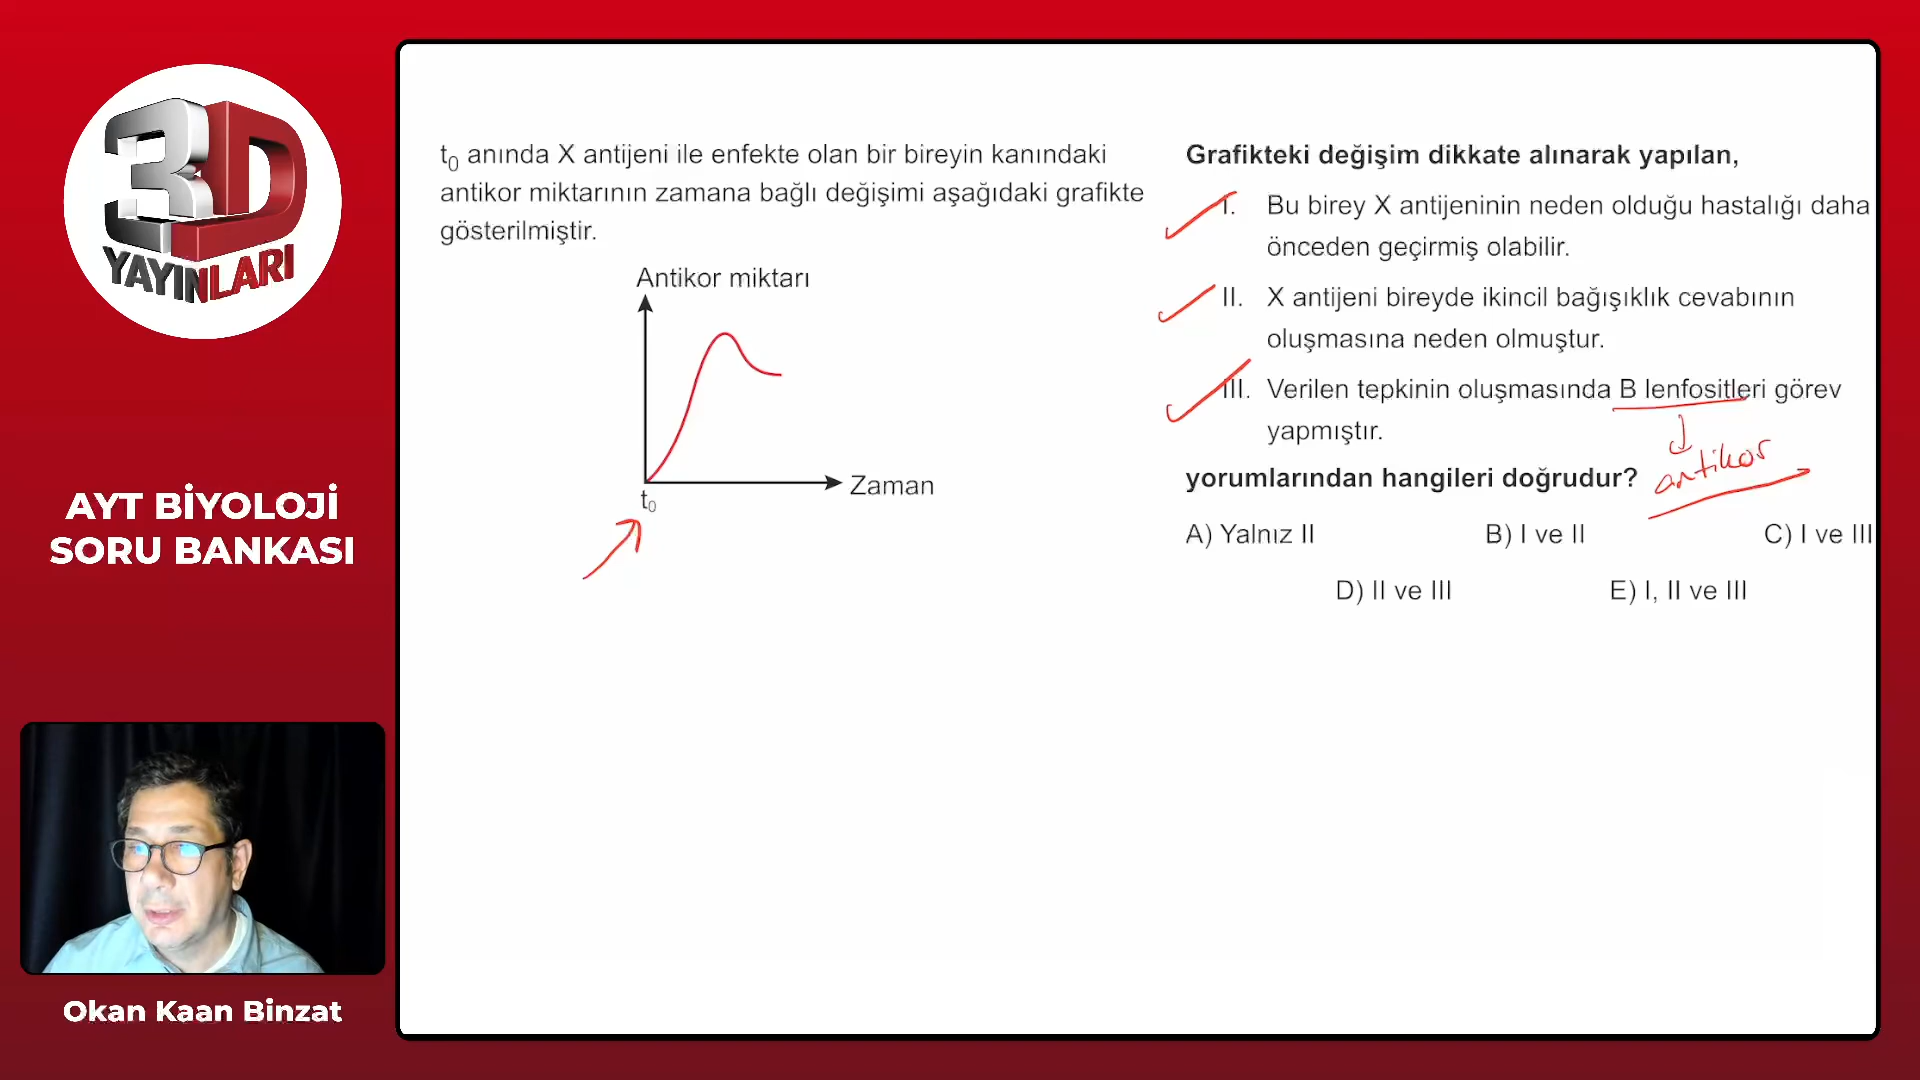 3D
YAYINLARI
AYT BİYOLOJİ
SORU BANKASI
Okan Kaan Binzat
t₀ anında X antijeni ile enfekte olan bir bireyin kanındaki
antikor miktarının zamana bağlı değişimi aşağıdaki grafikte
gösterilmiştir.
Antikor miktarı
Zaman
t₀
Grafikteki değişim dikkate alınarak yapılan,
I. Bu birey X antijeninin neden olduğu hastalığı daha
önceden geçirmiş olabilir.
II. X antijeni bireyde ikincil bağışıklık cevabının
oluşmasına neden olmuştur.
III. Verilen tepkinin oluşmasında B lenfositleri görev
yapmıştır.
antikor
yorumlarından hangileri doğrudur?
A) Yalnız II B) I ve II C) I ve III
D) II ve III E) I, II ve III